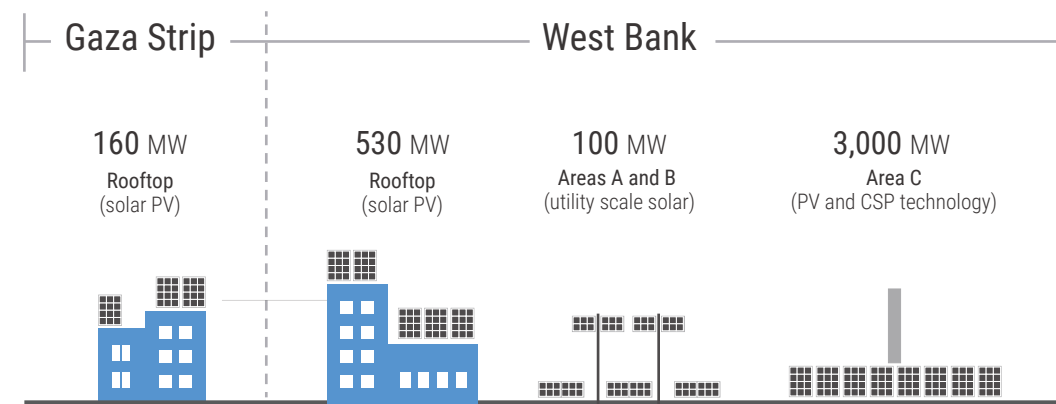 Gaza Strip
West Bank
160 MW
Rooftop
(solar PV)
530 MW
Rooftop
(solar PV)
100 MW
Areas A and B
(utility scale solar)
3,000 MW
Area C
(PV and CSP technology)